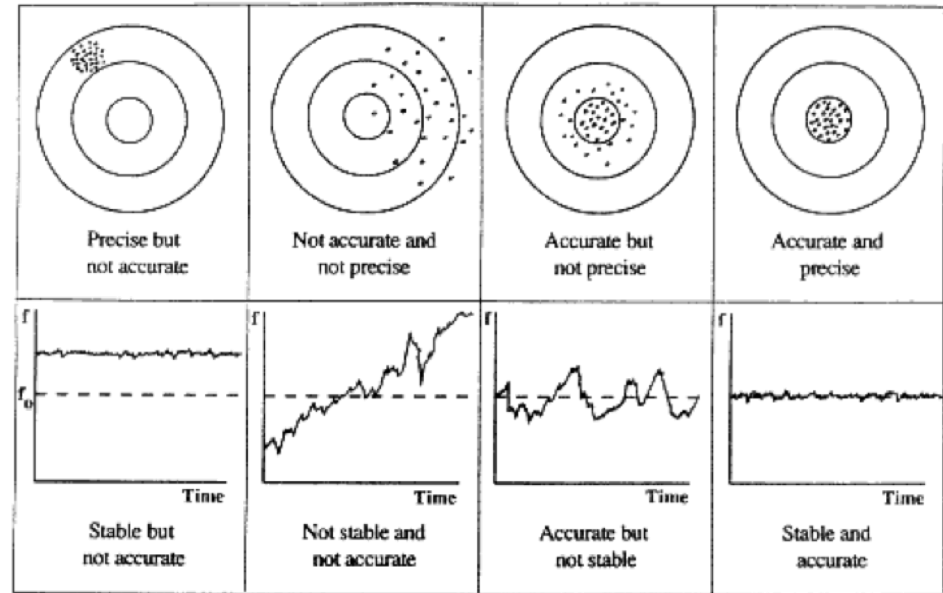 Precise but
not accurate
Not accurate and
not precise
Accurate but
not precise
Accurate and
precise
f
fo
Time
Stable but
not accurate
f
Time
Not stable and
not accurate
f
Time
Accurate but
not stable
f
Time
Stable and
accurate